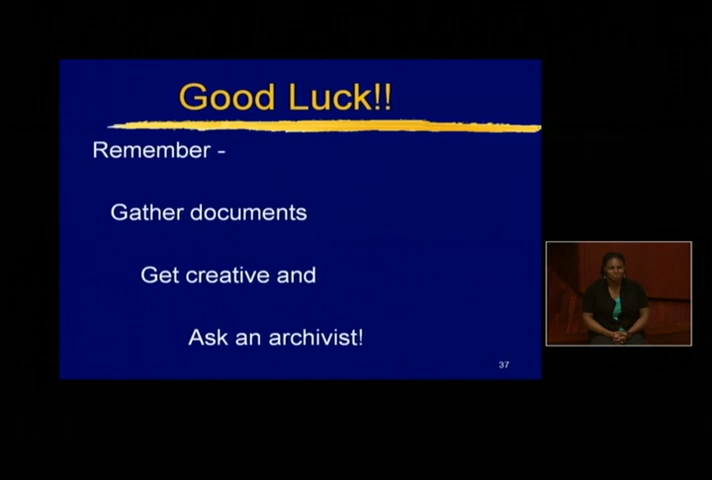 Good Luck!!
Remember -
Gather documents
Get creative and
Ask an archivist!
37